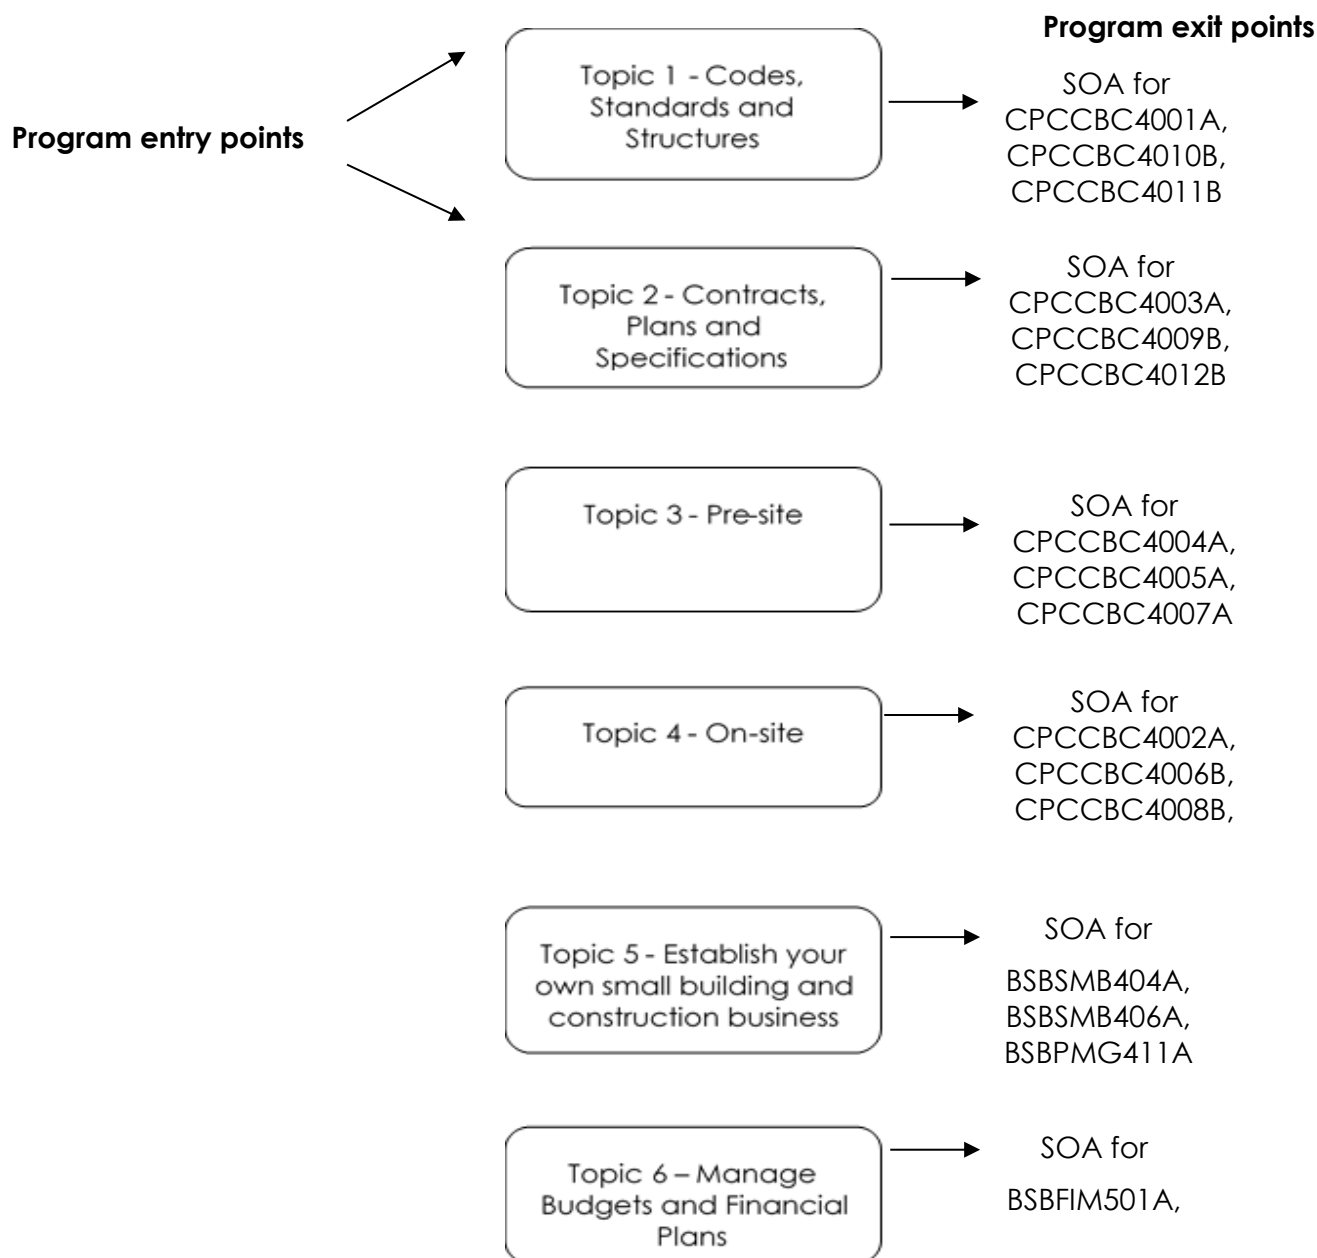 Program exit points
Program entry points
Topic 1 - Codes,
Standards and
Structures
SOA for
CPCCBC4001A,
CPCCBC4010B,
CPCCBC4011B
Topic 2 - Contracts,
Plans and
Specifications
SOA for
CPCCBC4003A,
CPCCBC4009B,
CPCCBC4012B
Topic 3 - Pre-site
SOA for
CPCCBC4004A,
CPCCBC4005A,
CPCCBC4007A
Topic 4 - On-site
SOA for
CPCCBC4002A,
CPCCBC4006B,
CPCCBC4008B,
Topic 5 - Establish your
own small building and
construction business
SOA for
BSBSMB404A,
BSBSMB406A,
BSBPMG411A
Topic 6 – Manage
Budgets and Financial
Plans
SOA for
BSBFIM501A,